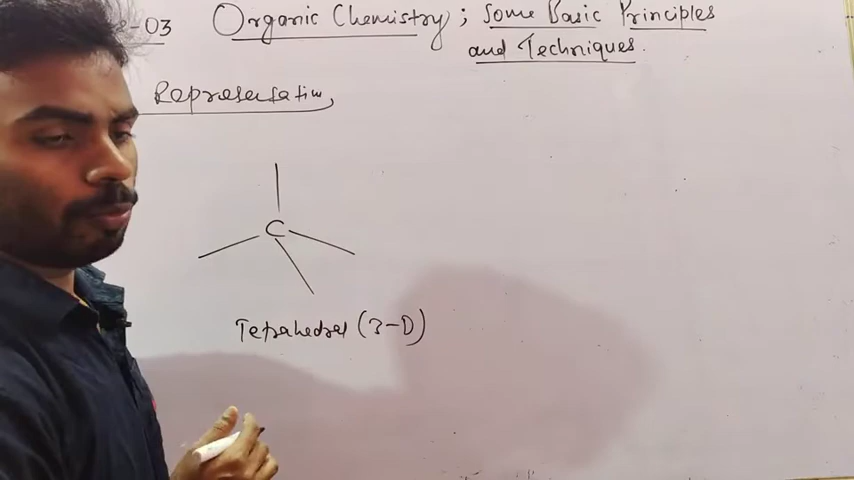 -03 Organic Chemistry; Some Basic Principles
and Techniques.
Representation,
C
Tetrahedral (3-D)